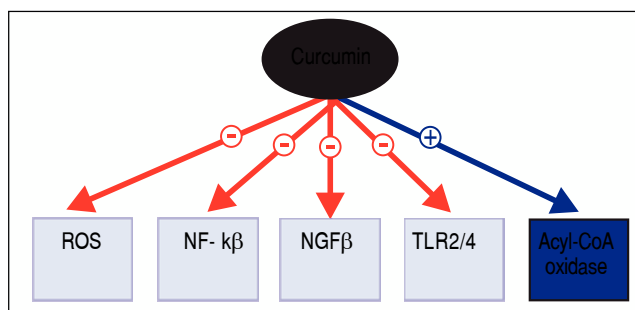 Curcumin
-
-
-
-
+
ROS
NF- kβ
NGFβ
TLR2/4
Acyl-CoA
oxidase